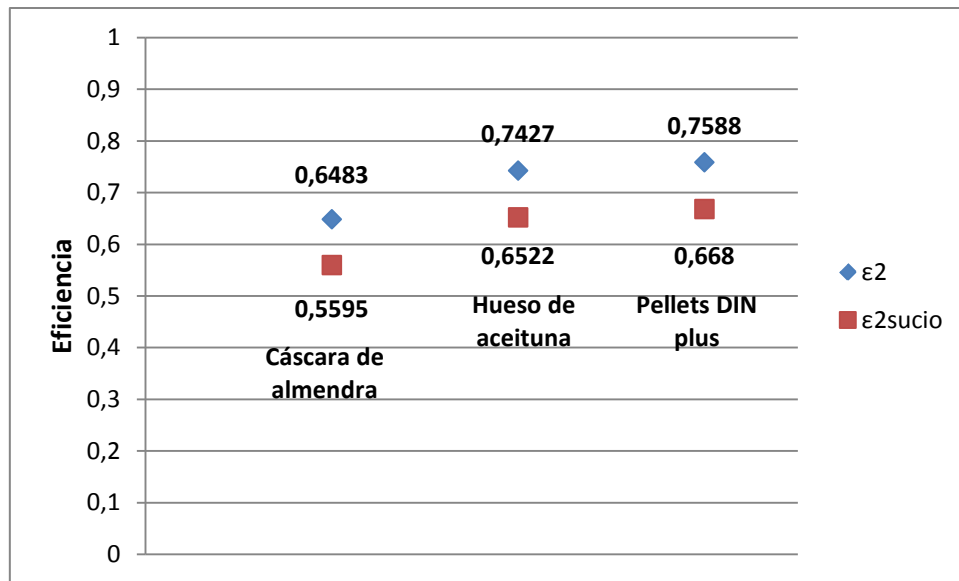 1
0,9
0,8
0,7
0,6
0,5
0,4
0,3
0,2
0,1
0
Eficiencia
0,6483
0,7427
0,7588
0,5595
0,6522
0,668
Cáscara de
almendra
Hueso de
aceituna
Pellets DIN
plus
ε2
ε2sucio